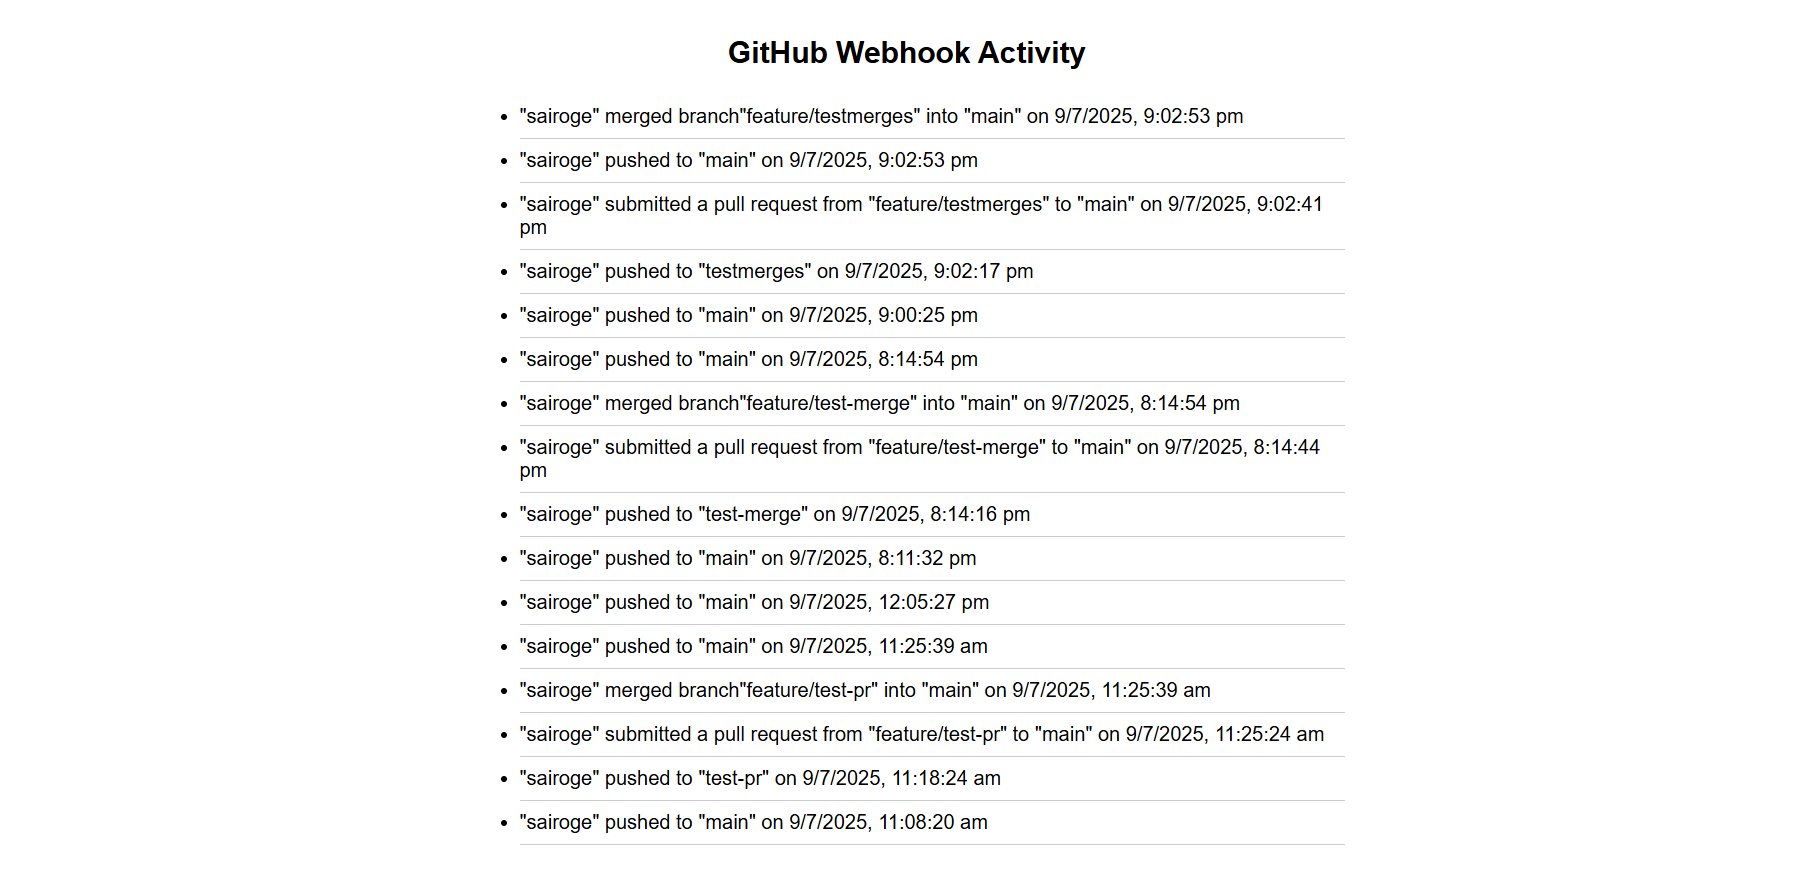 GitHub Webhook Activity
• "sairoge" merged branch"feature/testmerges" into "main" on 9/7/2025, 9:02:53 pm
• "sairoge" pushed to "main" on 9/7/2025, 9:02:53 pm
• "sairoge" submitted a pull request from "feature/testmerges" to "main" on 9/7/2025, 9:02:41
pm
• "sairoge" pushed to "testmerges" on 9/7/2025, 9:02:17 pm
• "sairoge" pushed to "main" on 9/7/2025, 9:00:25 pm
• "sairoge" pushed to "main" on 9/7/2025, 8:14:54 pm
• "sairoge" merged branch"feature/test-merge" into "main" on 9/7/2025, 8:14:54 pm
• "sairoge" submitted a pull request from "feature/test-merge" to "main" on 9/7/2025, 8:14:44
pm
• "sairoge" pushed to "test-merge" on 9/7/2025, 8:14:16 pm
• "sairoge" pushed to "main" on 9/7/2025, 8:11:32 pm
• "sairoge" pushed to "main" on 9/7/2025, 12:05:27 pm
• "sairoge" pushed to "main" on 9/7/2025, 11:25:39 am
• "sairoge" merged branch"feature/test-pr" into "main" on 9/7/2025, 11:25:39 am
• "sairoge" submitted a pull request from "feature/test-pr" to "main" on 9/7/2025, 11:25:24 am
• "sairoge" pushed to "test-pr" on 9/7/2025, 11:18:24 am
• "sairoge" pushed to "main" on 9/7/2025, 11:08:20 am